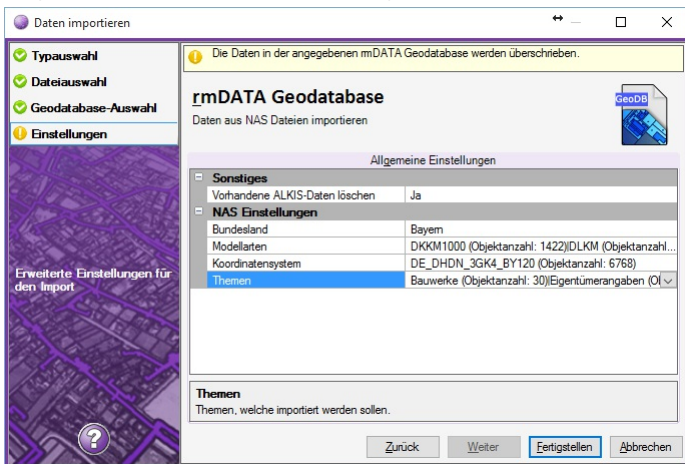 Daten importieren
Typauswahl
Dateiauswahl
Geodatabase-Auswahl
Einstellungen
Erweiterte Einstellungen für
den Import
?
Die Daten in der angegebenen rmDATA Geodatabase werden überschrieben.
rmDATA Geodatabase
Daten aus NAS Dateien importieren
GeoDB
Allgemeine Einstellungen
Sonstiges
Vorhandene ALKIS-Daten löschen Ja
NAS Einstellungen
Bundesland Bayern
Modellarten DKKM1000 (Objektanzahl: 1422)|DLKM (Objektanzahl...
Koordinatensystem DE_DHDN_3GK4_BY120 (Objektanzahl: 6768)
Themen Bauwerke (Objektanzahl: 30)|Eigentümerangaben (Ol
Themen
Themen, welche importiert werden sollen.
Zurück Weiter Fertigstellen Abbrechen